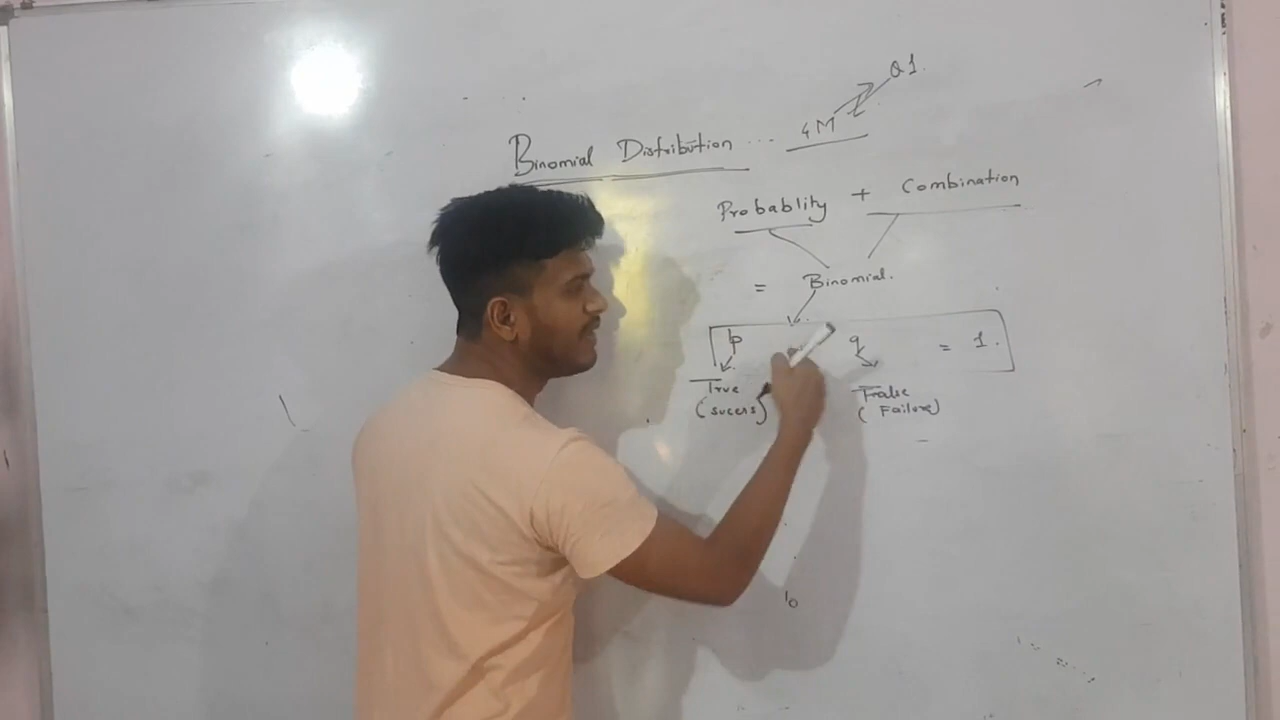 Q1.
Binomial Distribution ... 4M
Probablity + Combination
= Binomial.
p q = 1.
True False
(sucess) (Failure)